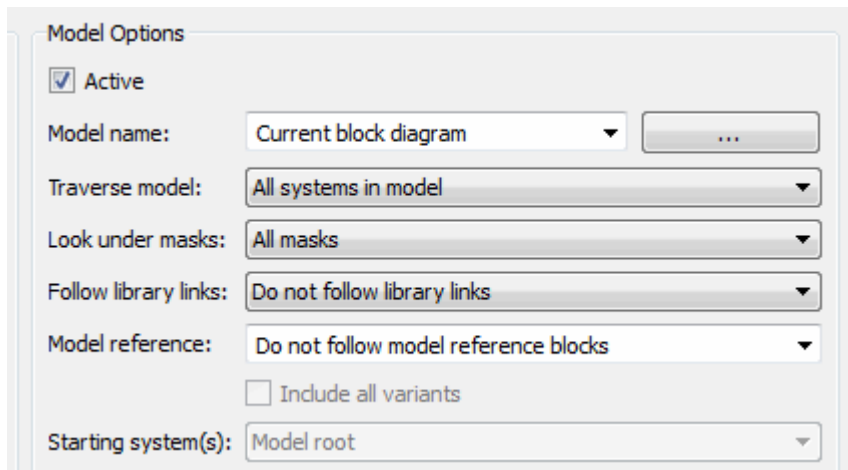 Model Options
Active
Model name: Current block diagram ...
Traverse model: All systems in model
Look under masks: All masks
Follow library links: Do not follow library links
Model reference: Do not follow model reference blocks
Include all variants
Starting system(s): Model root